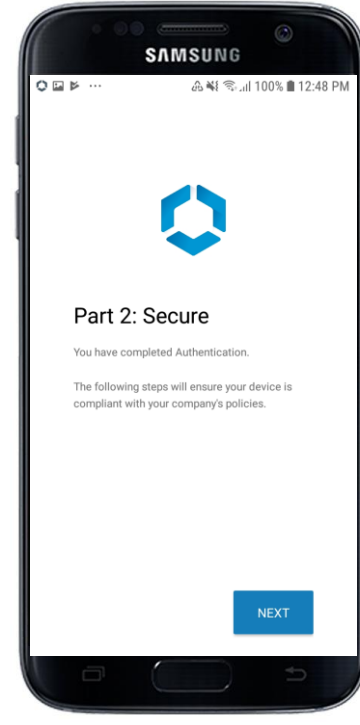 SAMSUNG
100% 12:48 PM
Part 2: Secure
You have completed Authentication.
The following steps will ensure your device is
compliant with your company's policies.
NEXT